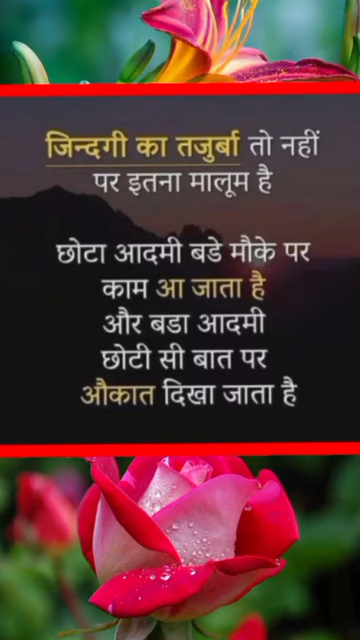 जिन्दगी का तजुर्बा तो नहीं
पर इतना मालूम है
छोटा आदमी बडे मौके पर
काम आ जाता है
और बडा आदमी
छोटी सी बात पर
औकात दिखा जाता है